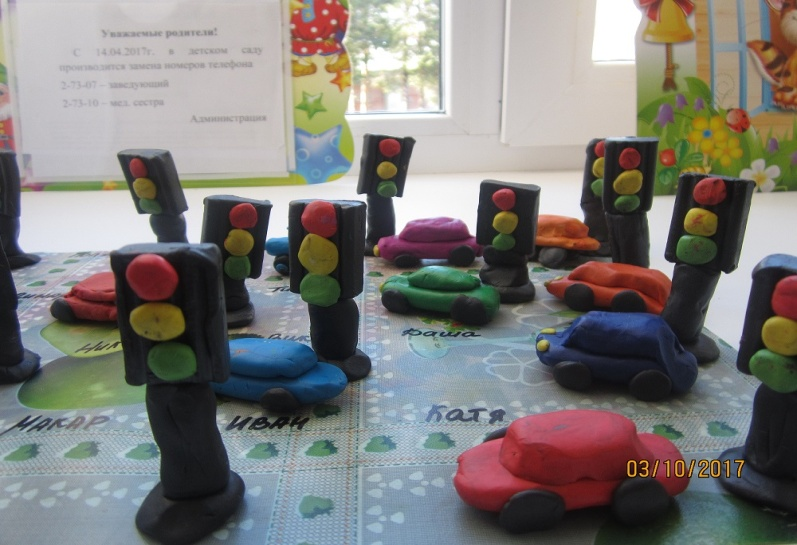 Уважаемые родители!
С 14.04.2017г. в детском саду
производится замена номеров телефона
2-73-07 – заведующий
2-73-10 – мед. сестра
Администрация
Даша
МАКАР
ИВАН
КАТЯ
03/10/2017